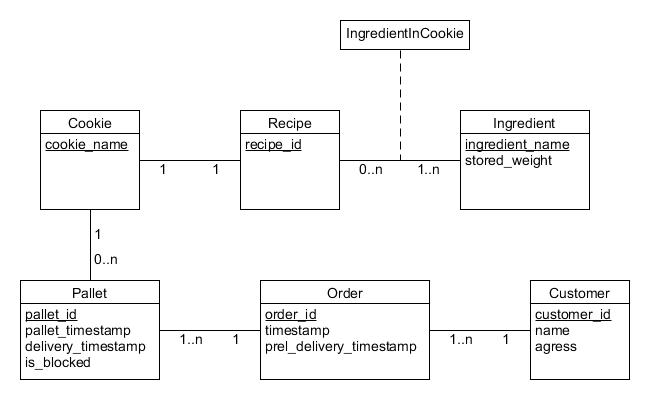 IngredientInCookie
Cookie
cookie_name
Recipe
recipe_id
Ingredient
ingredient_name
stored_weight
1
1
0..n
1..n
1
0..n
Pallet
pallet_id
pallet_timestamp
delivery_timestamp
is_blocked
1..n
1
Order
order_id
timestamp
prel_delivery_timestamp
1..n
1
Customer
customer_id
name
agress